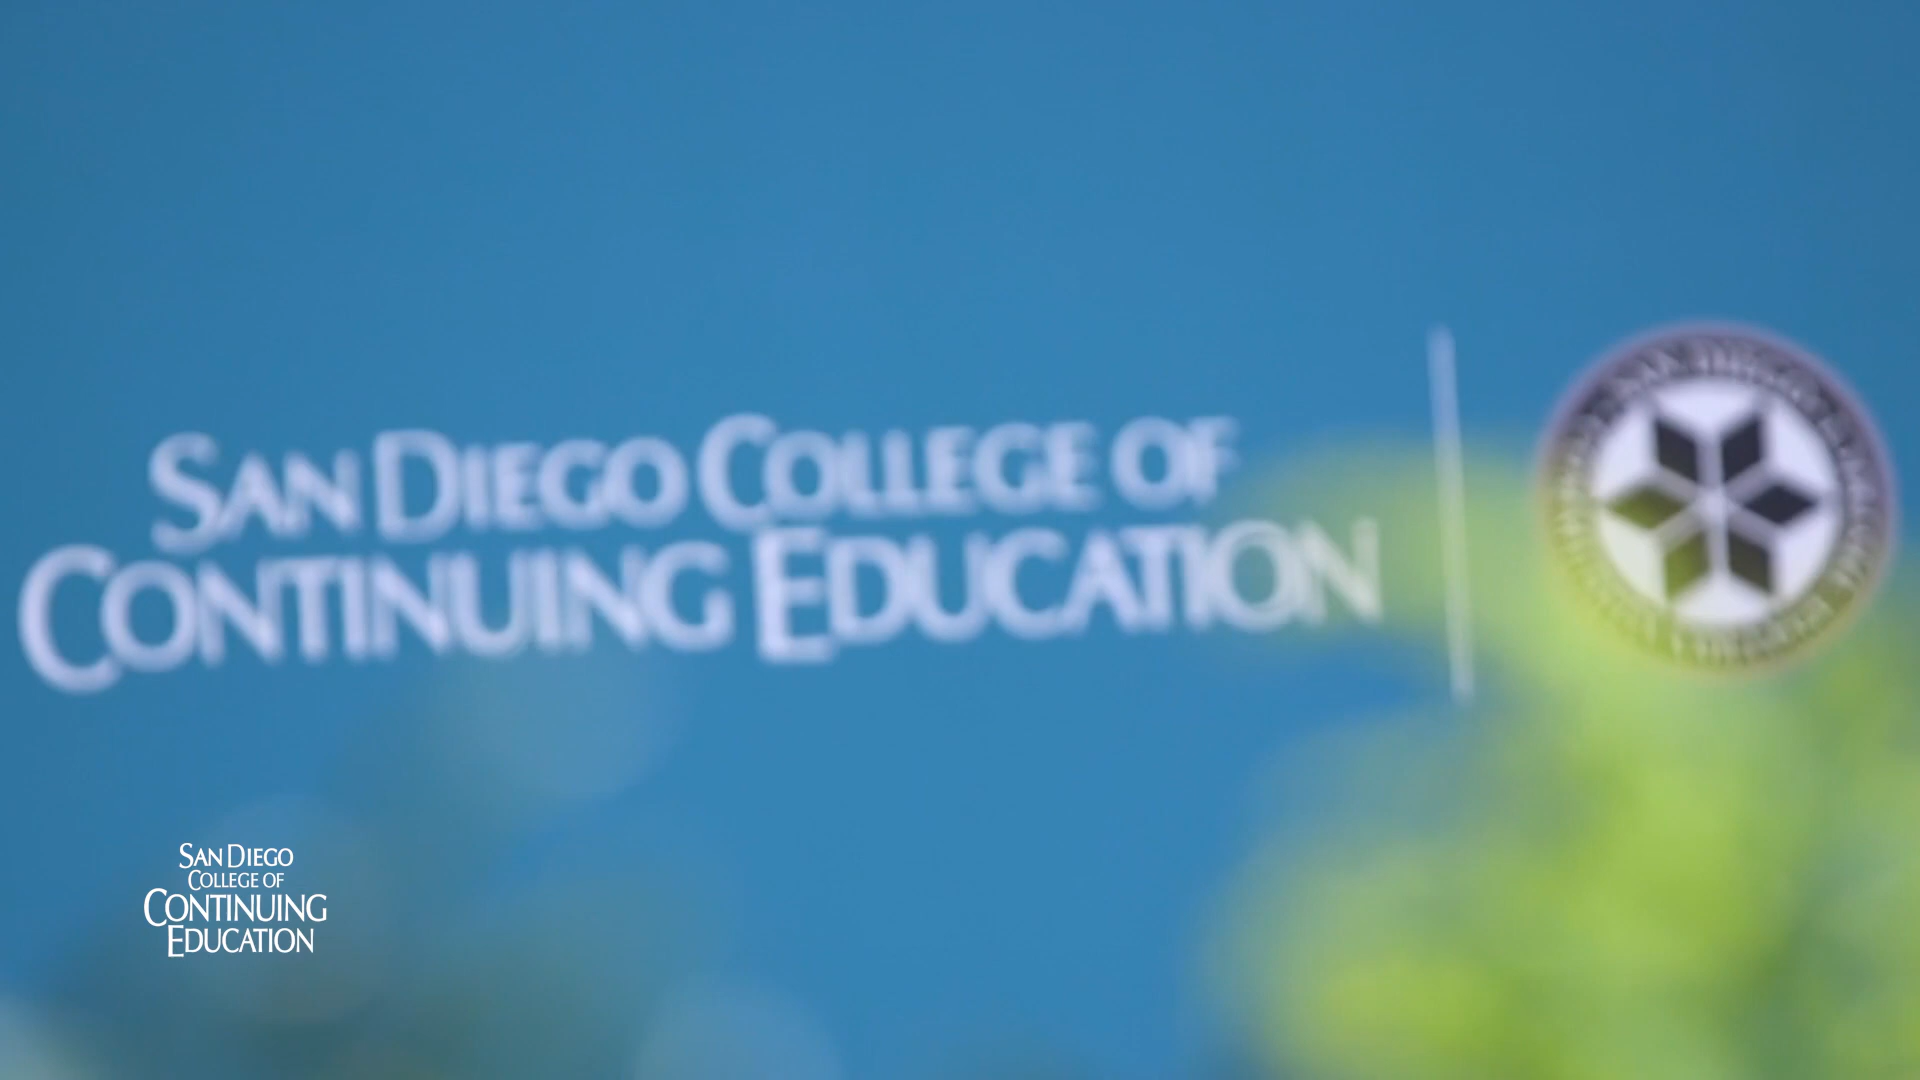 SAN DIEGO COLLEGE OF
CONTINUING EDUCATION
SAN DIEGO
COLLEGE OF
CONTINUING
EDUCATION